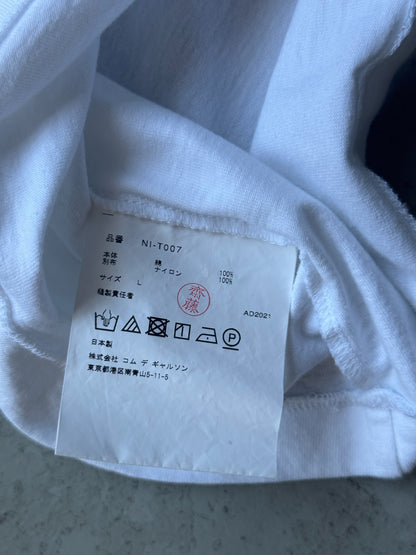 品番 NI-T007
本体 綿 100%
別布 ナイロン 100%
サイズ L
縫製責任者 齋藤
AD2021
日本製
株式会社 コム デ ギャルソン
東京都港区南青山5-11-5